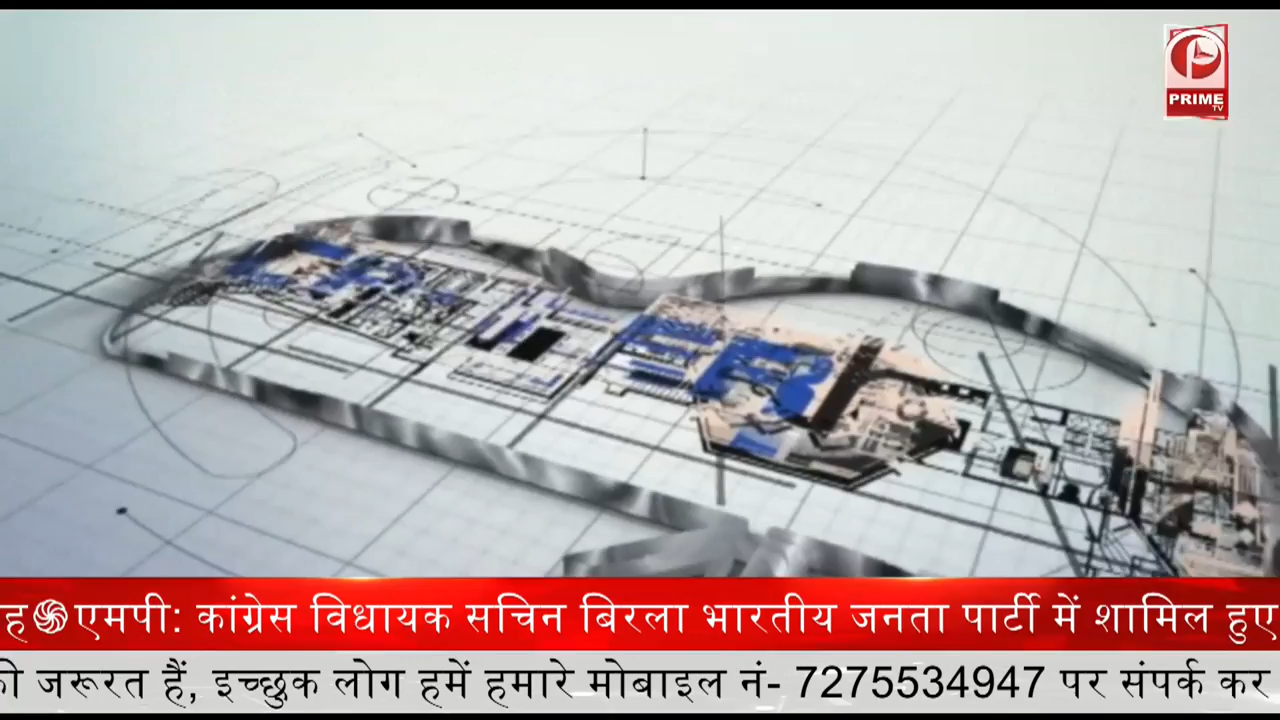 PRIME
TV
ह एमपी: कांग्रेस विधायक सचिन बिरला भारतीय जनता पार्टी में शामिल हुए
की जरूरत हैं, इच्छुक लोग हमें हमारे मोबाइल नं- 7275534947 पर संपर्क कर